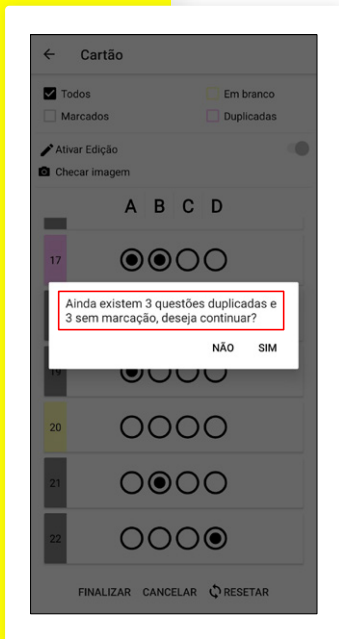 Cartão
Todos
Em branco
Marcados
Duplicadas
Ativar Edição
Checar imagem
A B C D
17
Ainda existem 3 questões duplicadas e
3 sem marcação, deseja continuar?
NÃO SIM
19
20
21
22
FINALIZAR CANCELAR RESETAR